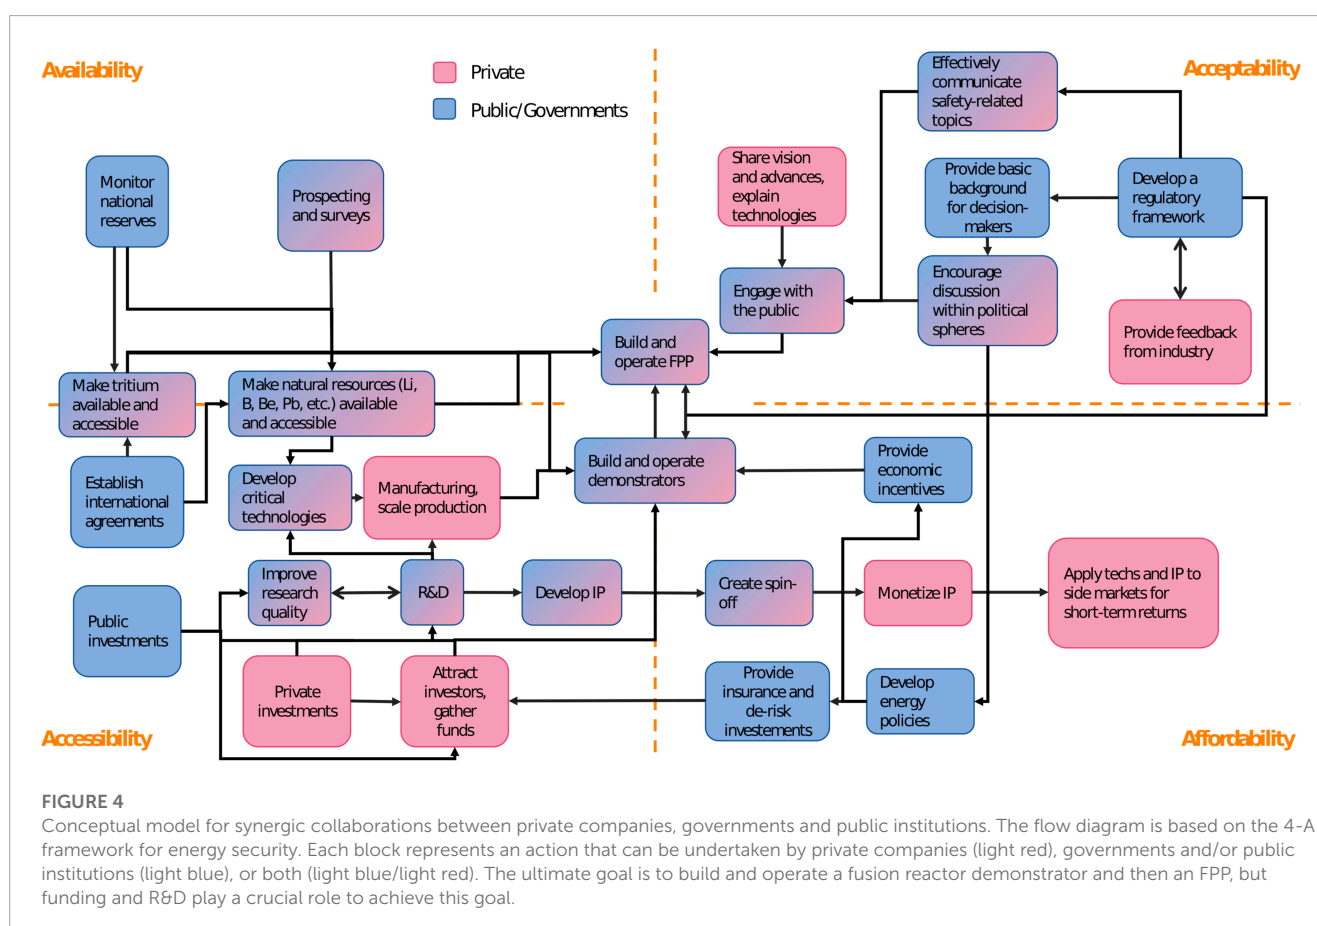 Availability
Private
Public/Governments
Acceptability
Effectively
communicate
safety-related
topics
Monitor
national
reserves
Prospecting
and surveys
Share vision
and advances,
explain
technologies
Provide basic
background
for decision-
makers
Develop a
regulatory
framework
Engage with
the public
Encourage
discussion
within political
spheres
Provide feedback
from industry
Build and
operate FPP
Make tritium
available and
accessible
Make natural resources (Li,
B, Be, Pb, etc.) available
and accessible
Establish
international
agreements
Develop
critical
technologies
Manufacturing,
scale production
Build and operate
demonstrators
Provide
economic
incentives
Public
investments
Improve
research
quality
R&D
Develop IP
Create spin-
off
Monetize IP
Apply techs and IP to
side markets for
short-term returns
Private
investments
Attract
investors,
gather
funds
Provide
insurance and
de-risk
investements
Develop
energy
policies
Accessibility
Affordability
FIGURE 4
Conceptual model for synergic collaborations between private companies, governments and public institutions. The flow diagram is based on the 4-A
framework for energy security. Each block represents an action that can be undertaken by private companies (light red), governments and/or public
institutions (light blue), or both (light blue/light red). The ultimate goal is to build and operate a fusion reactor demonstrator and then an FPP, but
funding and R&D play a crucial role to achieve this goal.